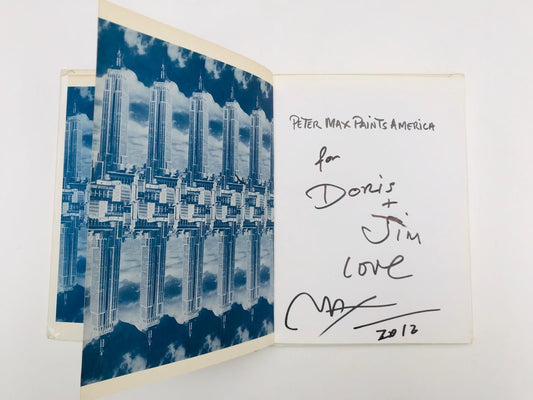 PETER MAX PAINTS AMERICA
for
Doris
+
Jim
LOVE
MAX
2012